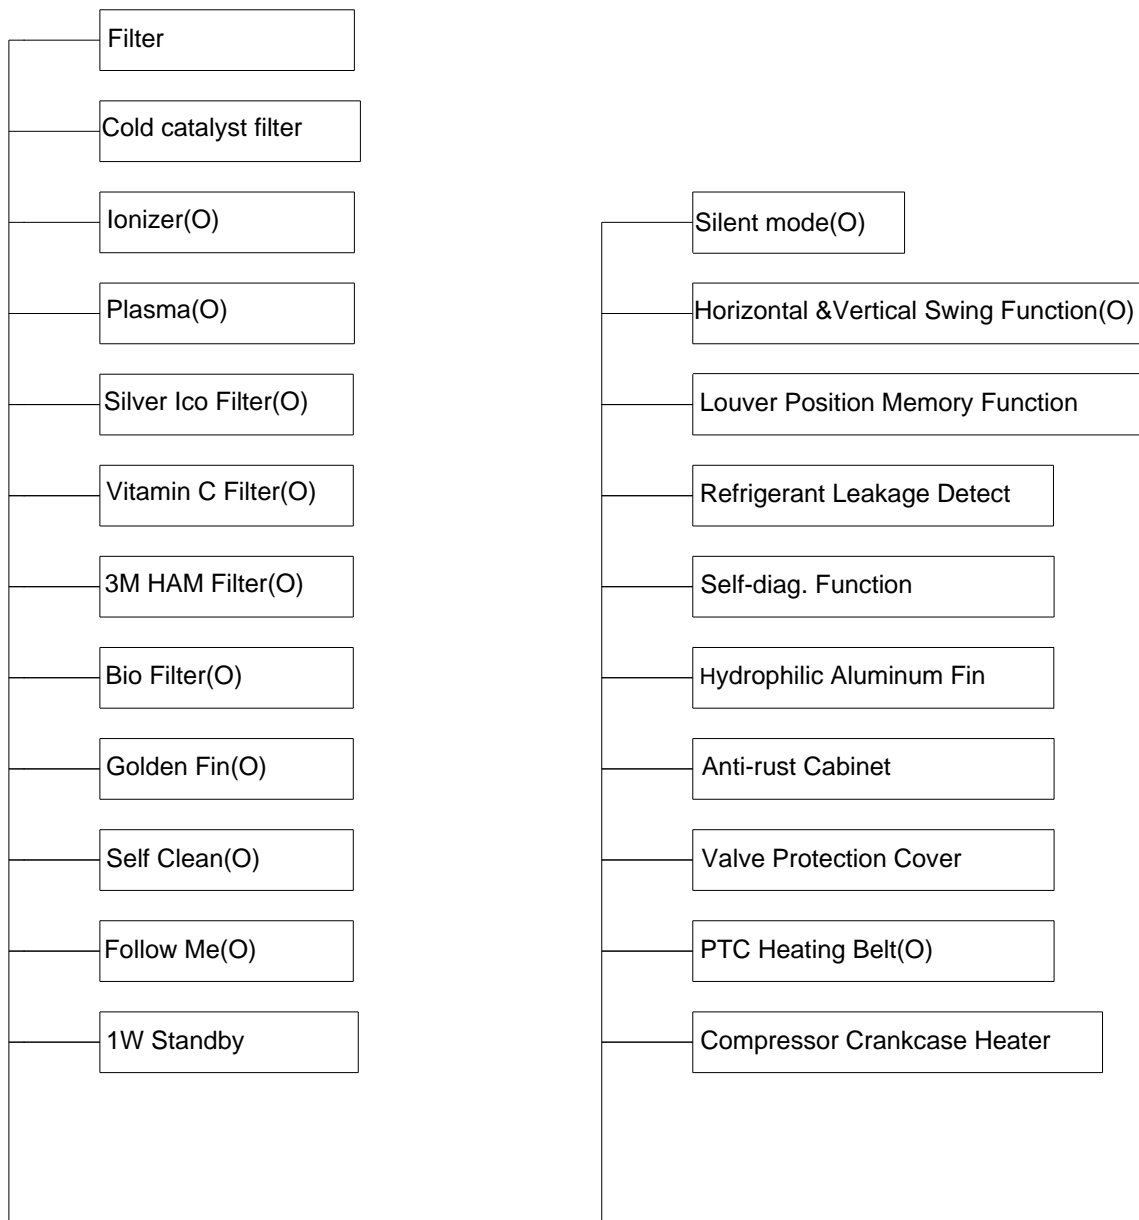 Filter
Cold catalyst filter
Ionizer(O)
Plasma(O)
Silver Ico Filter(O)
Vitamin C Filter(O)
3M HAM Filter(O)
Bio Filter(O)
Golden Fin(O)
Self Clean(O)
Follow Me(O)
1W Standby
Silent mode(O)
Horizontal &Vertical Swing Function(O)
Louver Position Memory Function
Refrigerant Leakage Detect
Self-diag. Function
Hydrophilic Aluminum Fin
Anti-rust Cabinet
Valve Protection Cover
PTC Heating Belt(O)
Compressor Crankcase Heater